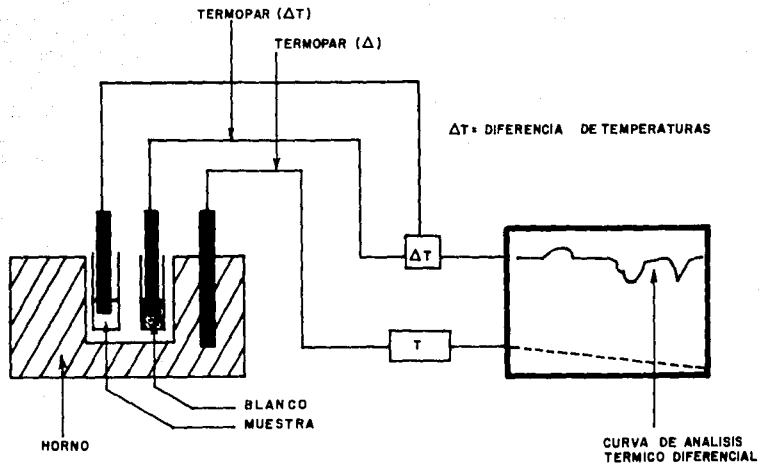 TERMOPAR (ΔT)
TERMOPAR (Δ)
ΔT= DIFERENCIA DE TEMPERATURAS
ΔT
T
BLANCO
MUESTRA
HORNO
CURVA DE ANALISIS
TERMICO DIFERENCIAL